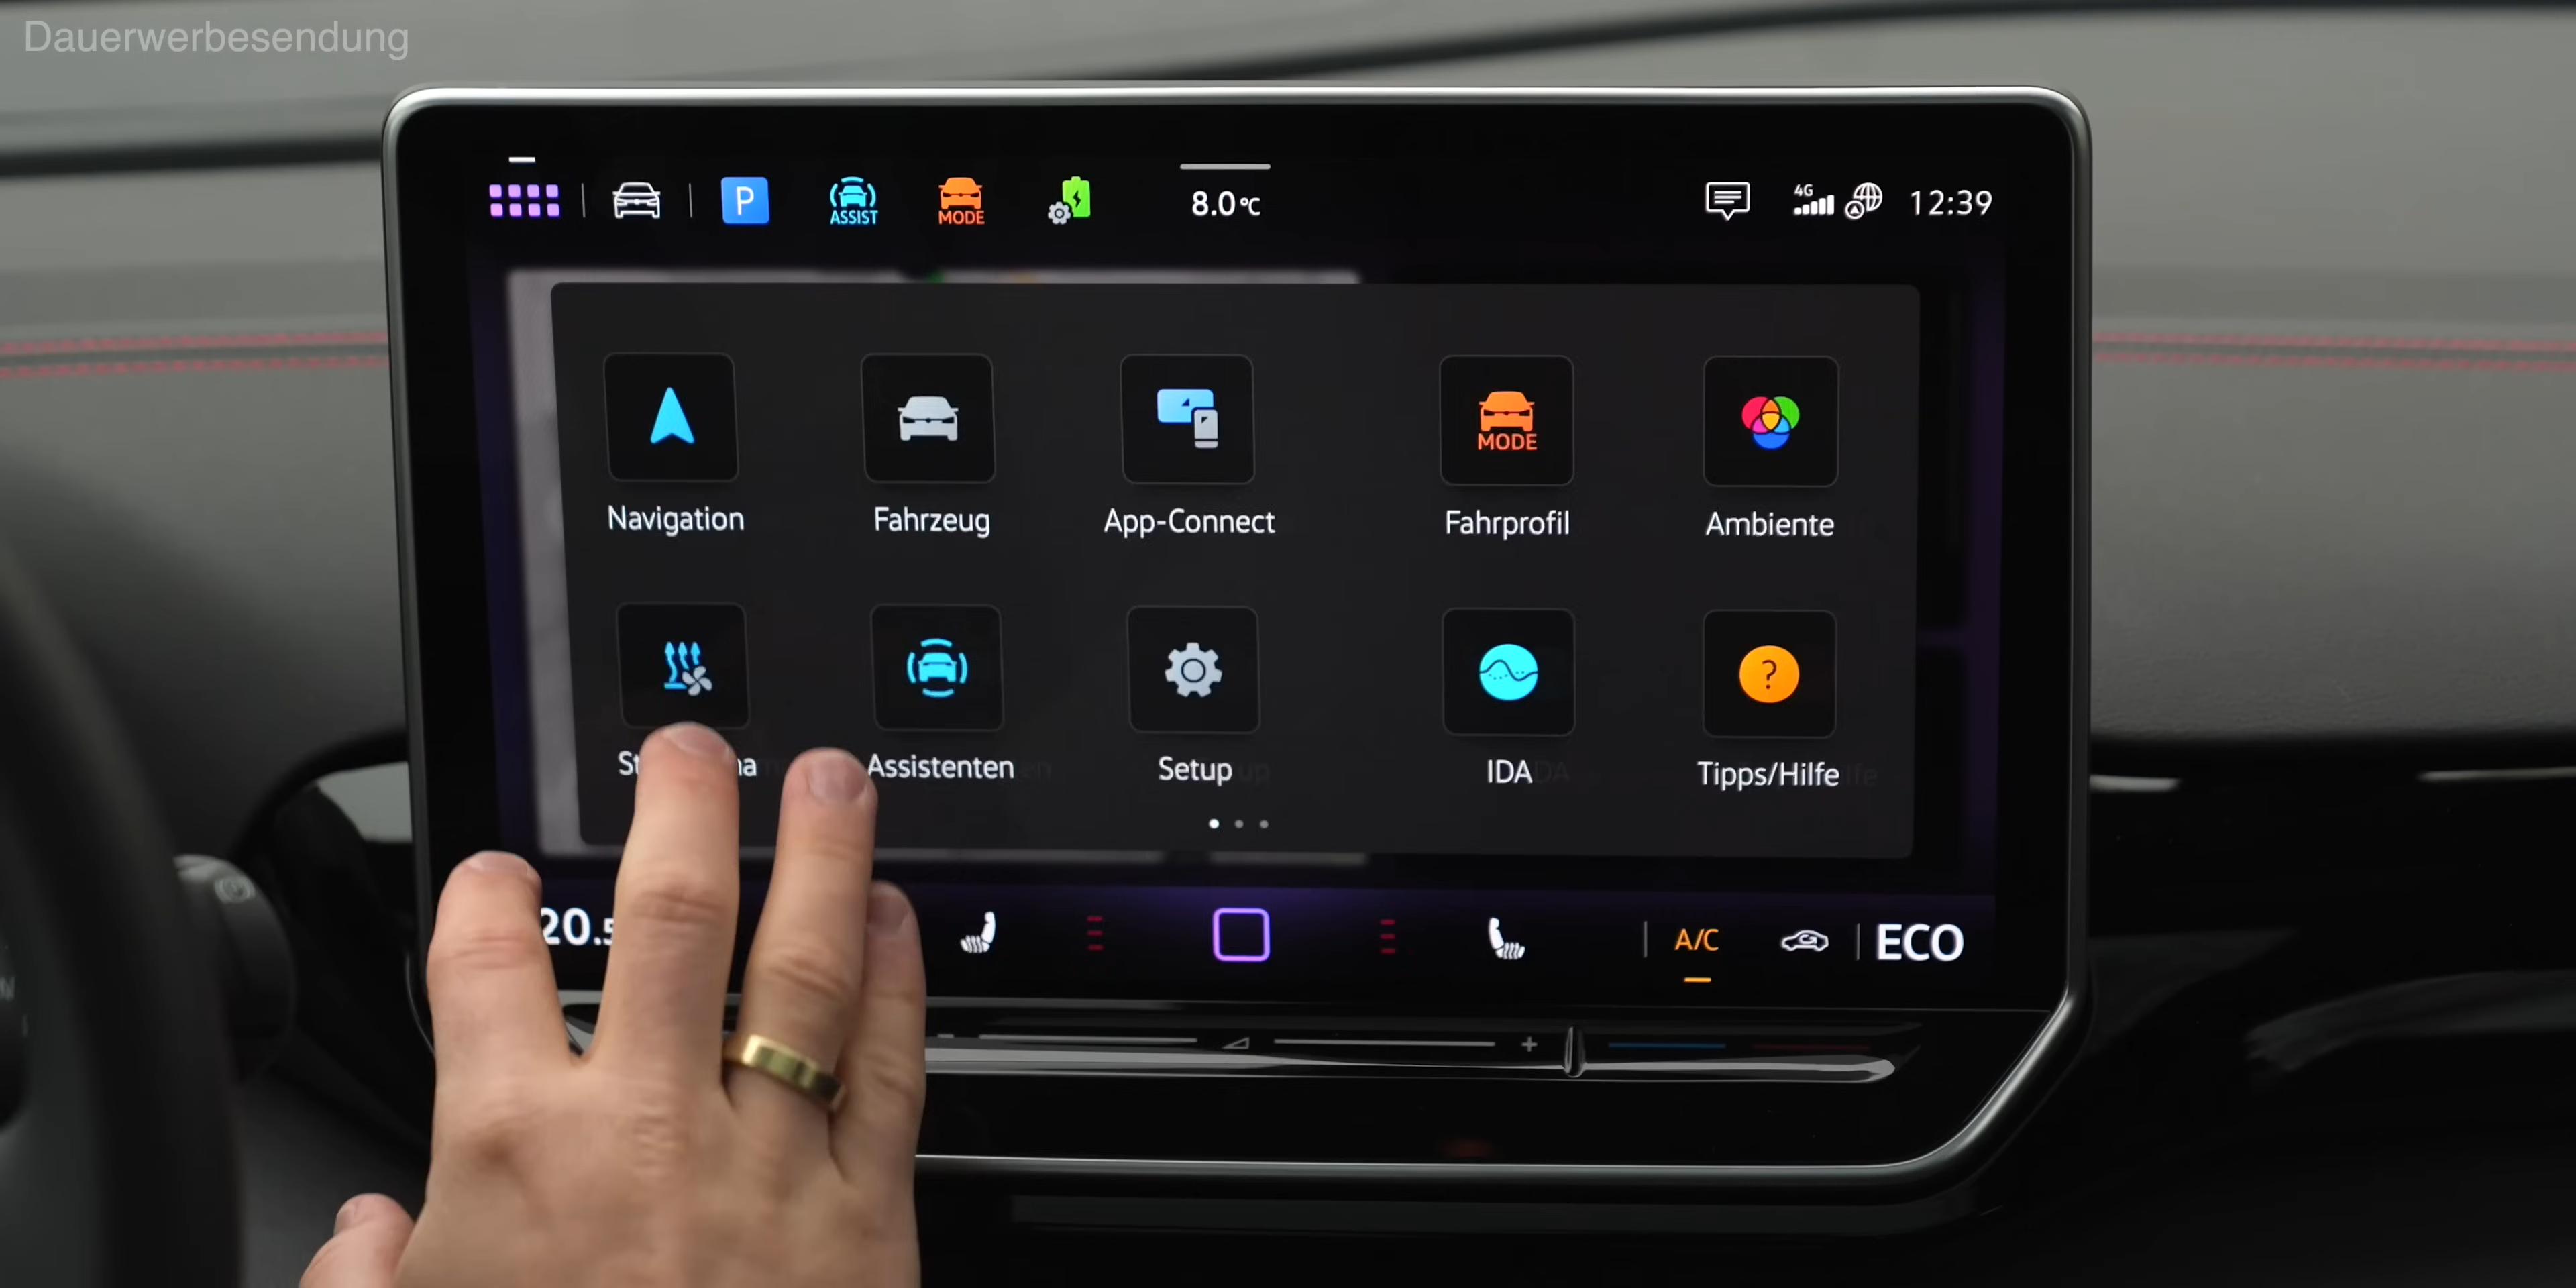 Dauerwerbesendung
P
ASSIST
MODE
8.0°C
4G
12:39
MODE
Navigation
Fahrzeug
App-Connect
Fahrprofil
Ambiente
?
Assistenten
Setup
IDA
Tipps/Hilfe
20.5
A/C
ECO
- +